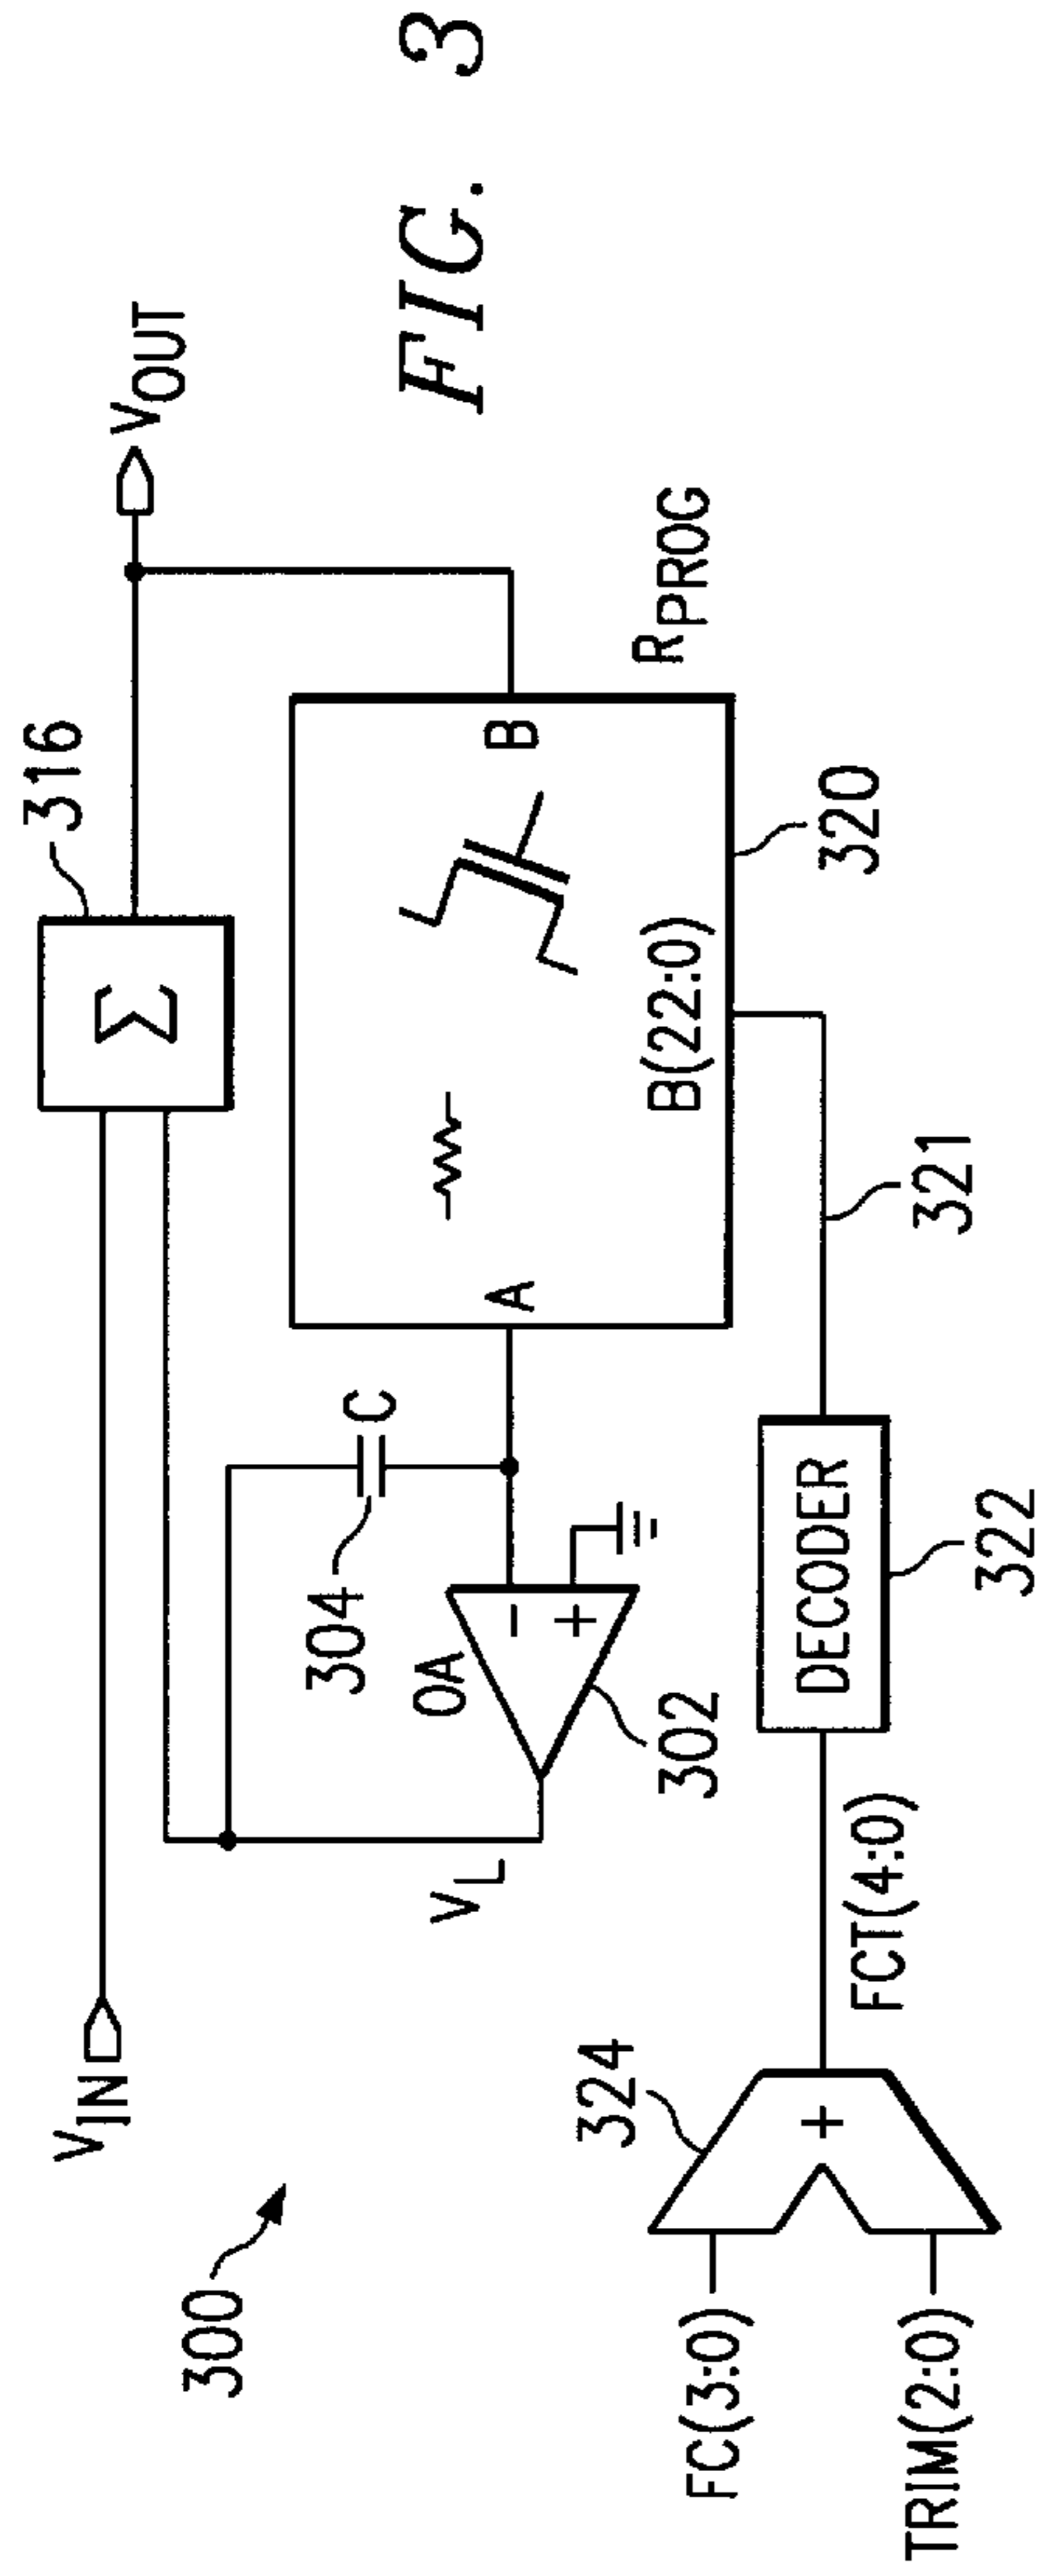 300
V_IN
316
Σ
V_OUT
V_L
304
C
OA
−
+
302
A
B
B(22:0)
R_PROG
320
FC(3:0)
TRIM(2:0)
324
+
FCT(4:0)
DECODER
322
321
FIG. 3